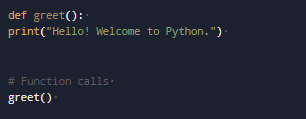 def greet():
print("Hello! Welcome to Python.")
# Function calls
greet()